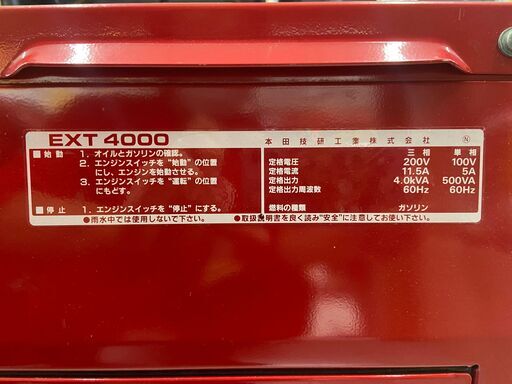 EXT 4000
■始動 1. オイルとガソリンの確認。
2. エンジンスイッチを“始動”の位置
にし、エンジンを始動させる。
3. エンジンスイッチを“運転”の位置
にもどす。
■停止 1. エンジンスイッチを“停止”にする。
●雨水中では使用しないで下さい。
本田技研工業株式会社 Ⓝ
三相 単相
定格電圧 200V 100V
定格電流 11.5A 5A
定格出力 4.0kVA 500VA
定格出力周波数 60Hz 60Hz
燃料の種類 ガソリン
●取扱説明書を良く読み“安全”に注意して下さい。